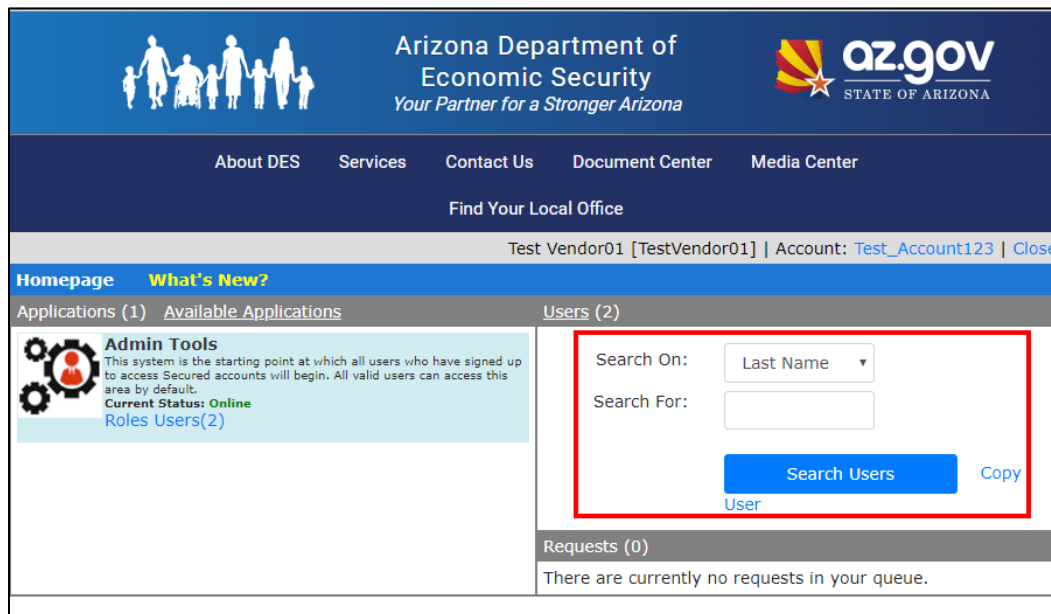 Arizona Department of
Economic Security
Your Partner for a Stronger Arizona
az.gov
STATE OF ARIZONA
About DES Services Contact Us Document Center Media Center
Find Your Local Office
Test Vendor01 [TestVendor01] | Account: Test_Account123 | Close
Homepage What's New?
Applications (1) Available Applications
Admin Tools
This system is the starting point at which all users who have signed up
to access Secured accounts will begin. All valid users can access this
area by default.
Current Status: Online
Roles Users(2)
Users (2)
Search On: Last Name
Search For:
Search Users Copy
User
Requests (0)
There are currently no requests in your queue.